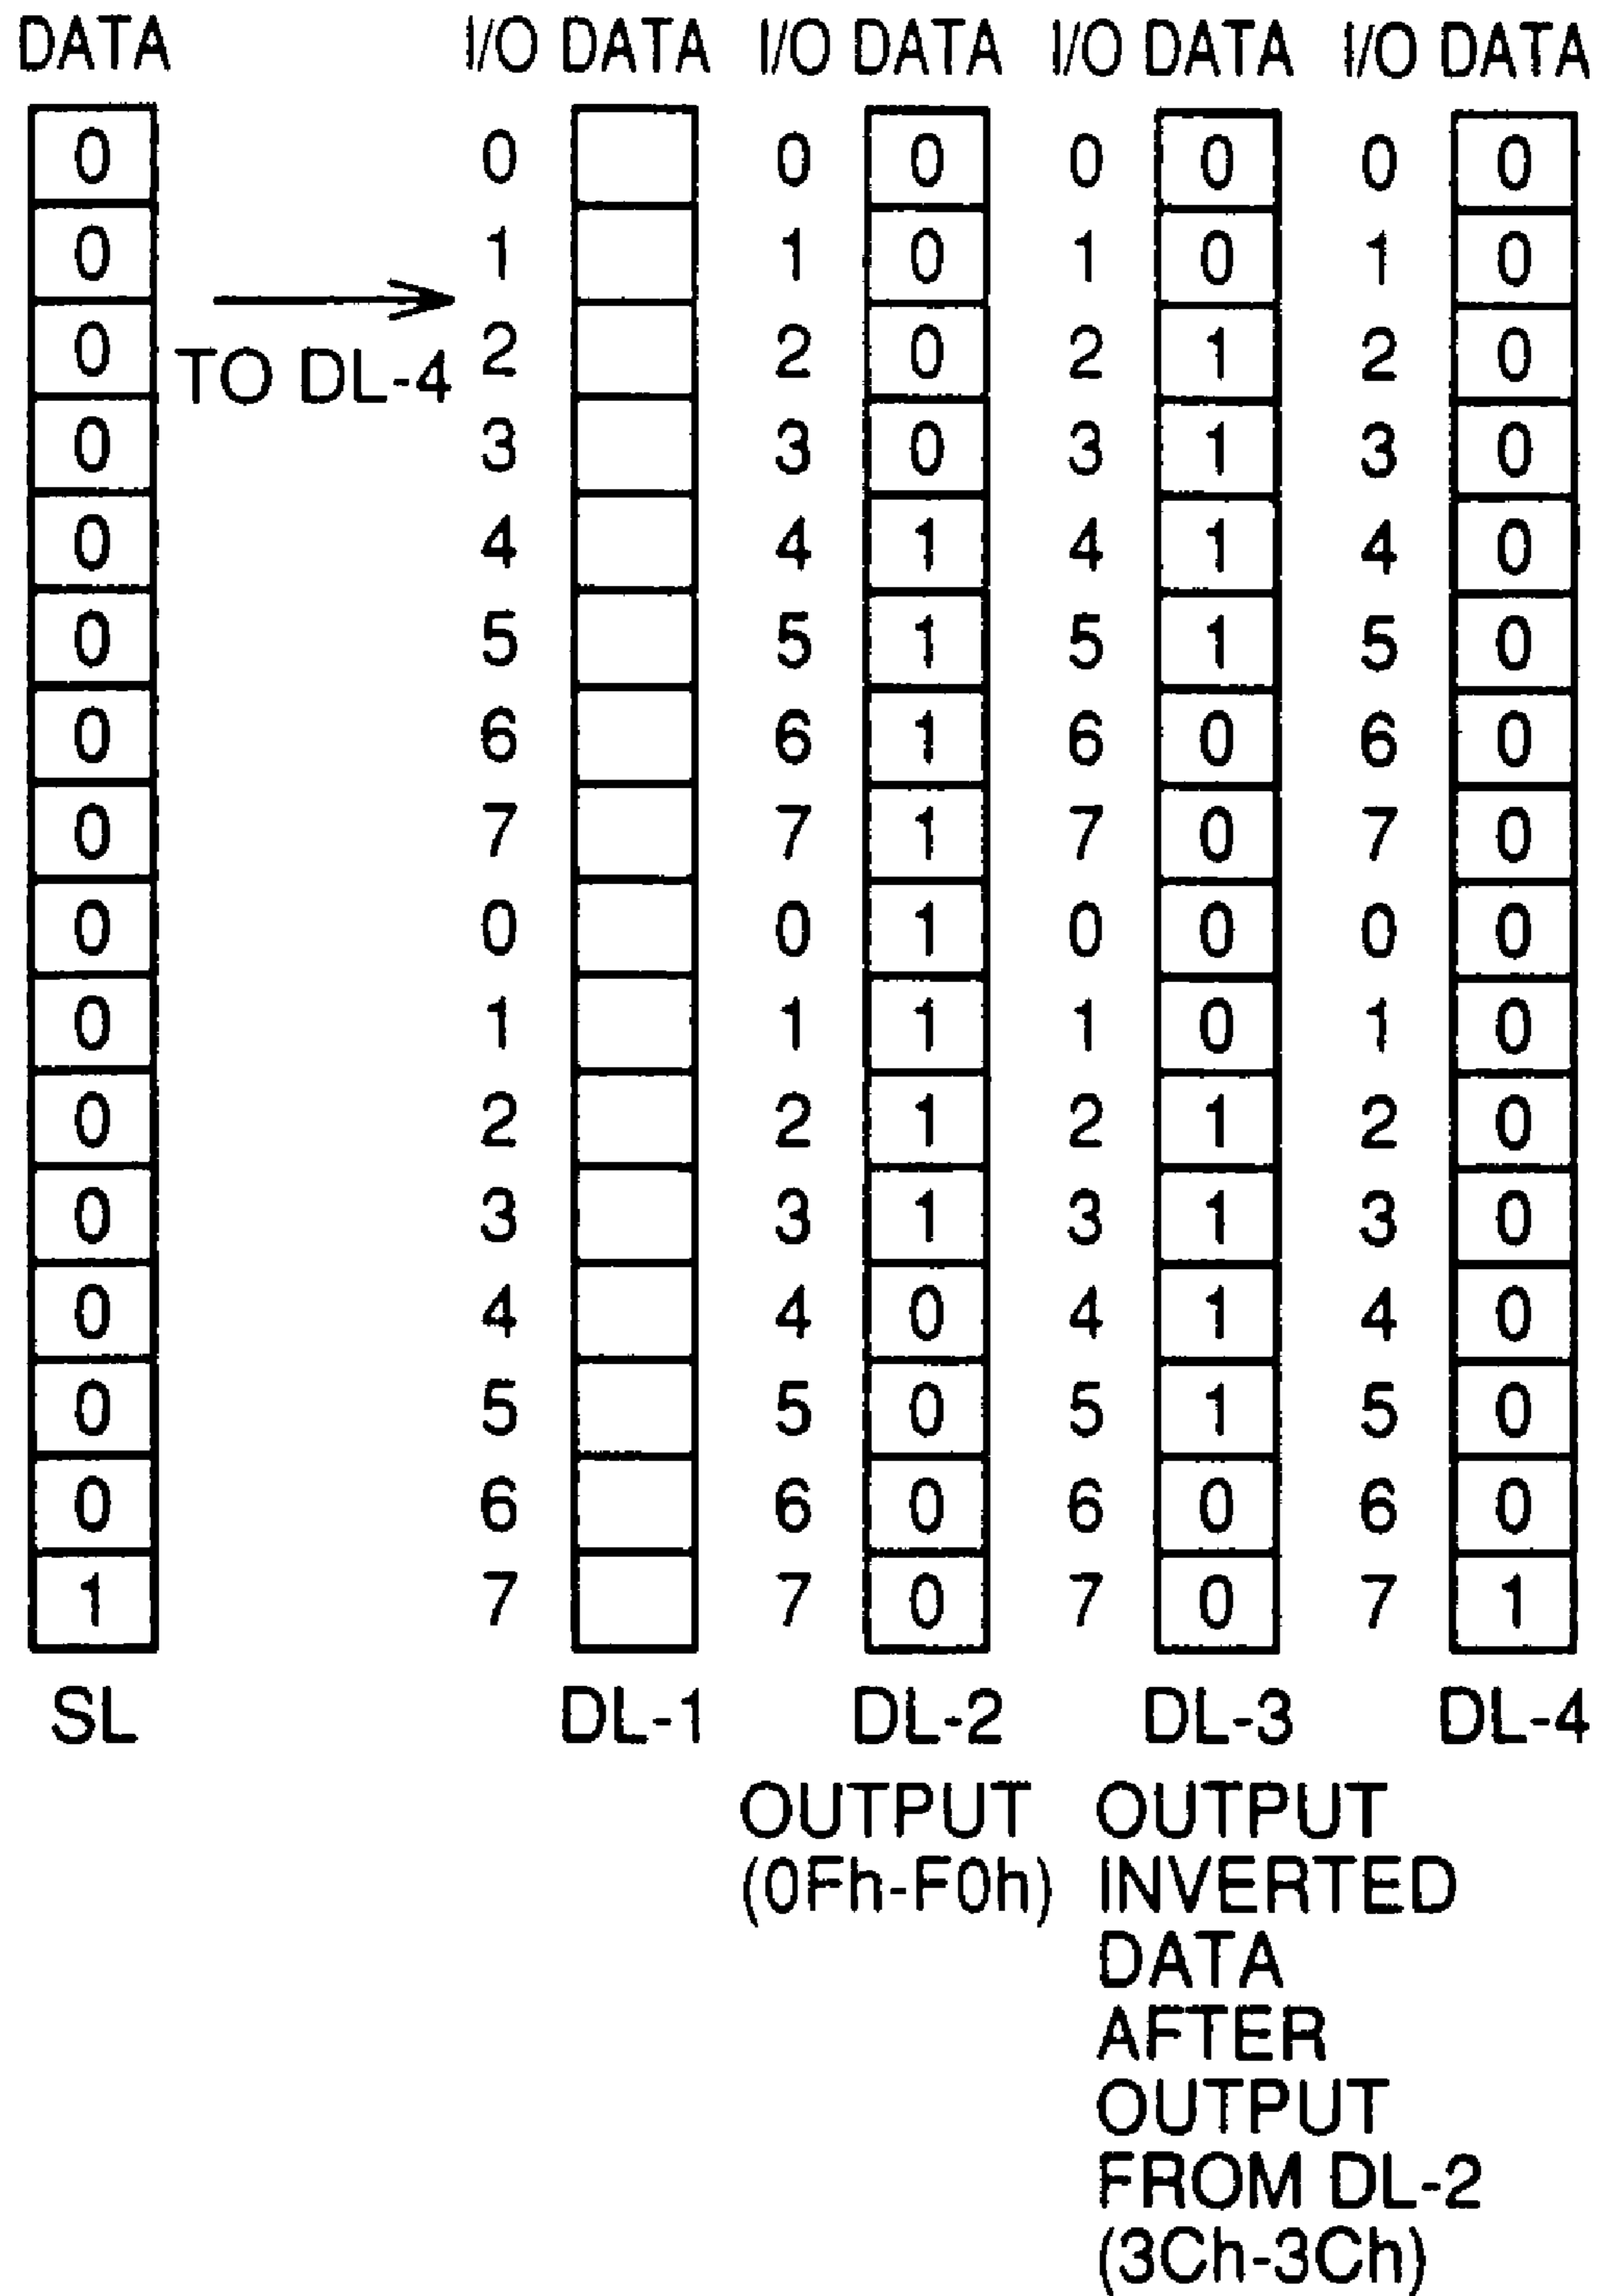 DATA I/O DATA I/O DATA I/O DATA I/O DATA
0 0 0 0 0 0 0 0
0 1 1 0 1 0 1 0
TO DL-4
0 2 2 0 2 1 2 0
0 3 3 0 3 1 3 0
0 4 4 1 4 1 4 0
0 5 5 1 5 1 5 0
0 6 6 1 6 0 6 0
0 7 7 1 7 0 7 0
0 0 0 1 0 0 0 0
0 1 1 1 1 0 1 0
0 2 2 1 2 1 2 0
0 3 3 1 3 1 3 0
0 4 4 0 4 1 4 0
0 5 5 0 5 1 5 0
0 6 6 0 6 0 6 0
1 7 7 0 7 0 7 1
SL DL-1 DL-2 DL-3 DL-4
OUTPUT
(0Fh-F0h)
OUTPUT
INVERTED
DATA
AFTER
OUTPUT
FROM DL-2
(3Ch-3Ch)